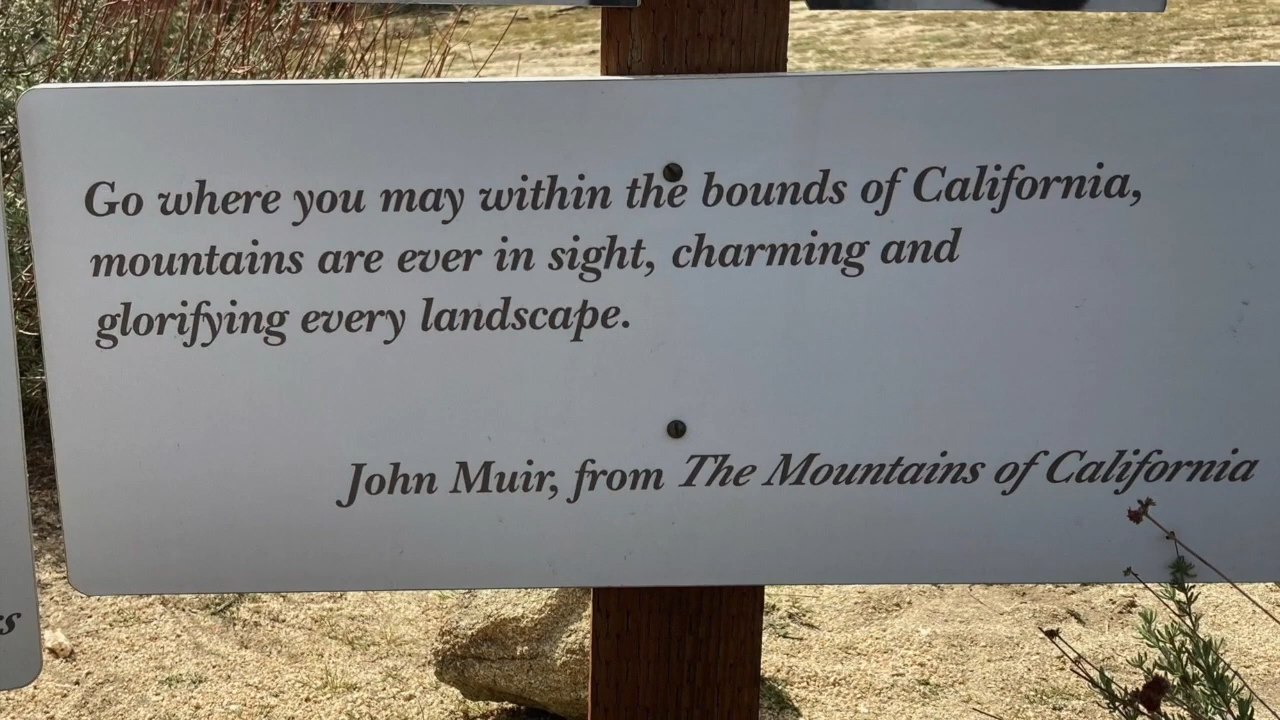 Go where you may within the bounds of California,
mountains are ever in sight, charming and
glorifying every landscape.
John Muir, from The Mountains of California